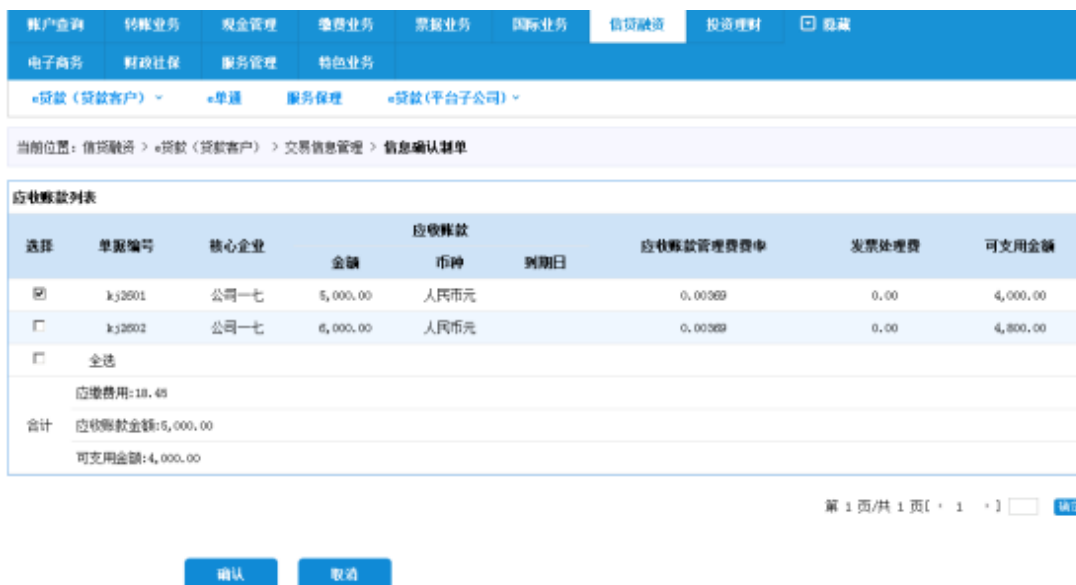 账户查询 转账业务 现金管理 缴费业务 票据业务 国际业务 信贷融资 投资理财 隐藏
电子商务 财政社保 服务管理 特色业务
e贷款（贷款客户） e单通 服务保理 e贷款(平台子公司)
当前位置：信贷融资 > e贷款（贷款客户） > 交易信息管理 > 信息确认制单
应收账款列表
选择 单据编号 核心企业 应收账款 应收账款管理费费率 发票处理费 可支用金额
金额 币种 到期日
kj2601 公司一七 5,000.00 人民币元 0.00369 0.00 4,000.00
kj2602 公司一七 6,000.00 人民币元 0.00369 0.00 4,800.00
全选
应缴费用:18.45
合计 应收账款金额:5,000.00
可支用金额:4,000.00
第 1 页/共 1 页[ 1 ]
确认 取消